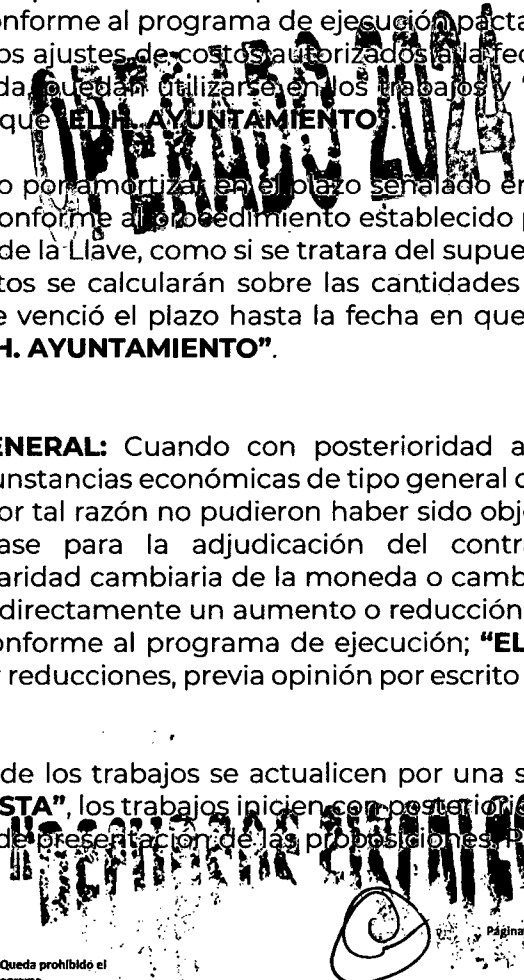 onforme al programa de ejecución pacta
os ajustes de costos autorizados a la fec
da, puedan utilizarse en los trabajos y "
que "EL H. AYUNTAMIENTO".
OPERADO 2024
o por amortizar en el plazo señalado en
onforme al procedimiento establecido p
de la Llave, como si se tratara del supue
tos se calcularán sobre las cantidades
e venció el plazo hasta la fecha en que
H. AYUNTAMIENTO”.
ENERAL: Cuando con posterioridad a
unstancias económicas de tipo general
or tal razón no pudieron haber sido obj
ase para la adjudicación del contra
aridad cambiaria de la moneda o camb
directamente un aumento o reducción
onforme al programa de ejecución; “EL
reducciones, previa opinión por escrito
de los trabajos se actualicen por una s
STA”, los trabajos inicien con posteriori
de presentación de las proposiciones. P
Página
Queda prohibido el